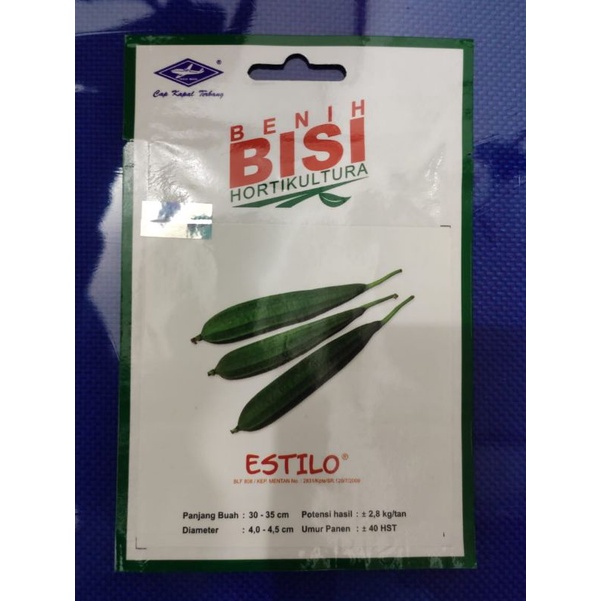 Cap Kapal Terbang
®
BENIH
BISI
HORTIKULTURA
ESTILO®
Panjang Buah : 30 - 35 cm Potensi hasil : ± 2,8 kg/tan
Diameter : 4,0 - 4,5 cm Umur Panen : ± 40 HST